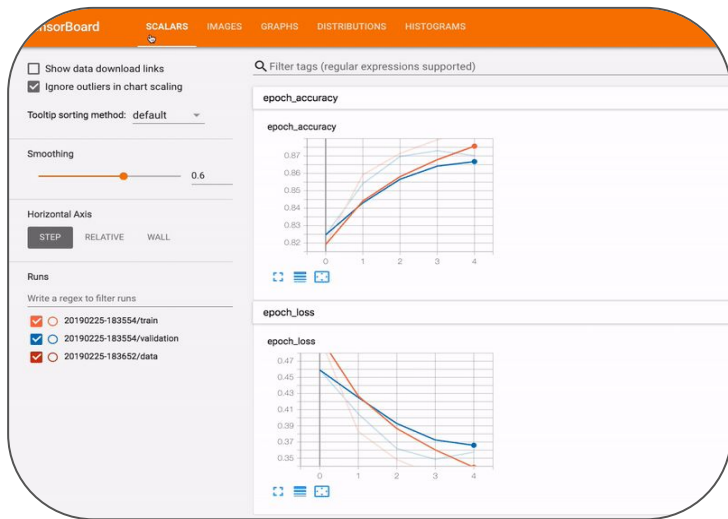 nsorBoard SCALARS IMAGES GRAPHS DISTRIBUTIONS HISTOGRAMS
Show data download links
Ignore outliers in chart scaling
Tooltip sorting method: default
Smoothing
0.6
Horizontal Axis
STEP RELATIVE WALL
Runs
Write a regex to filter runs
20190225-183554/train
20190225-183554/validation
20190225-183652/data
Filter tags (regular expressions supported)
epoch_accuracy
epoch_accuracy
0.87
0.86
0.85
0.84
0.83
0.82
0 1 2 3 4
epoch_loss
epoch_loss
0.47
0.45
0.43
0.41
0.39
0.37
0.35
0 1 2 3 4